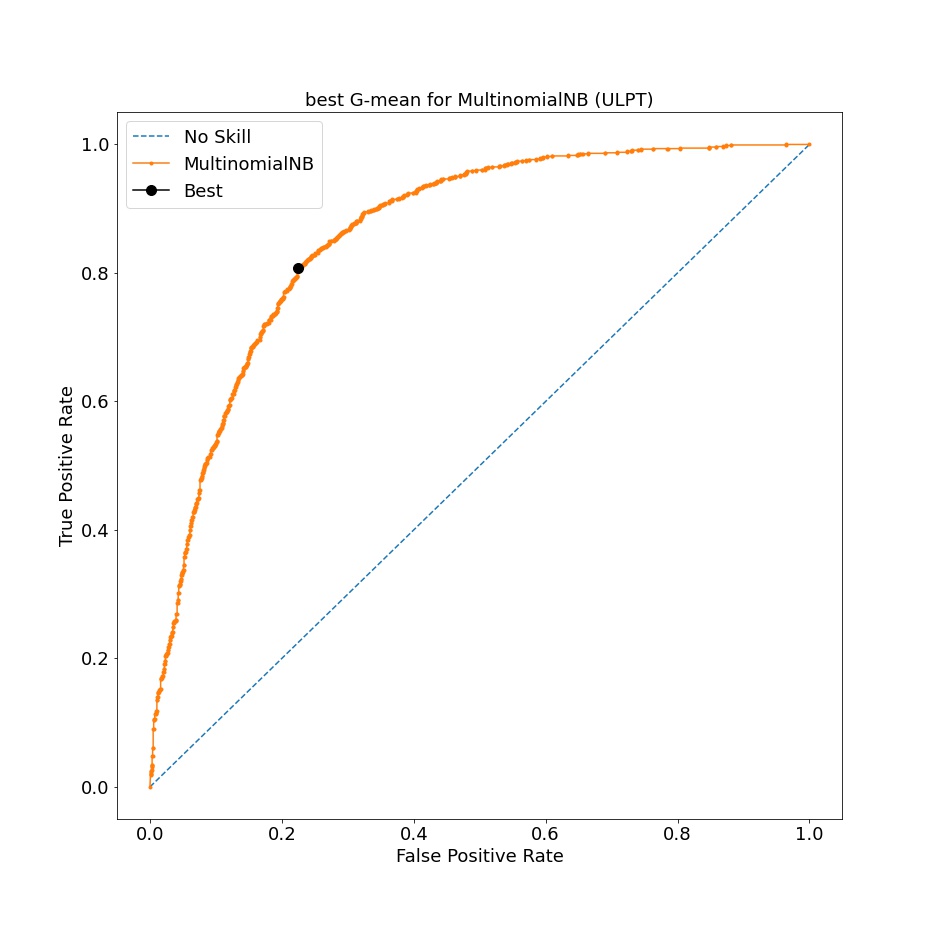 best G-mean for MultinomialNB (ULPT)
No Skill
MultinomialNB
Best
1.0
0.8
0.6
0.4
0.2
0.0
True Positive Rate
0.0 0.2 0.4 0.6 0.8 1.0
False Positive Rate